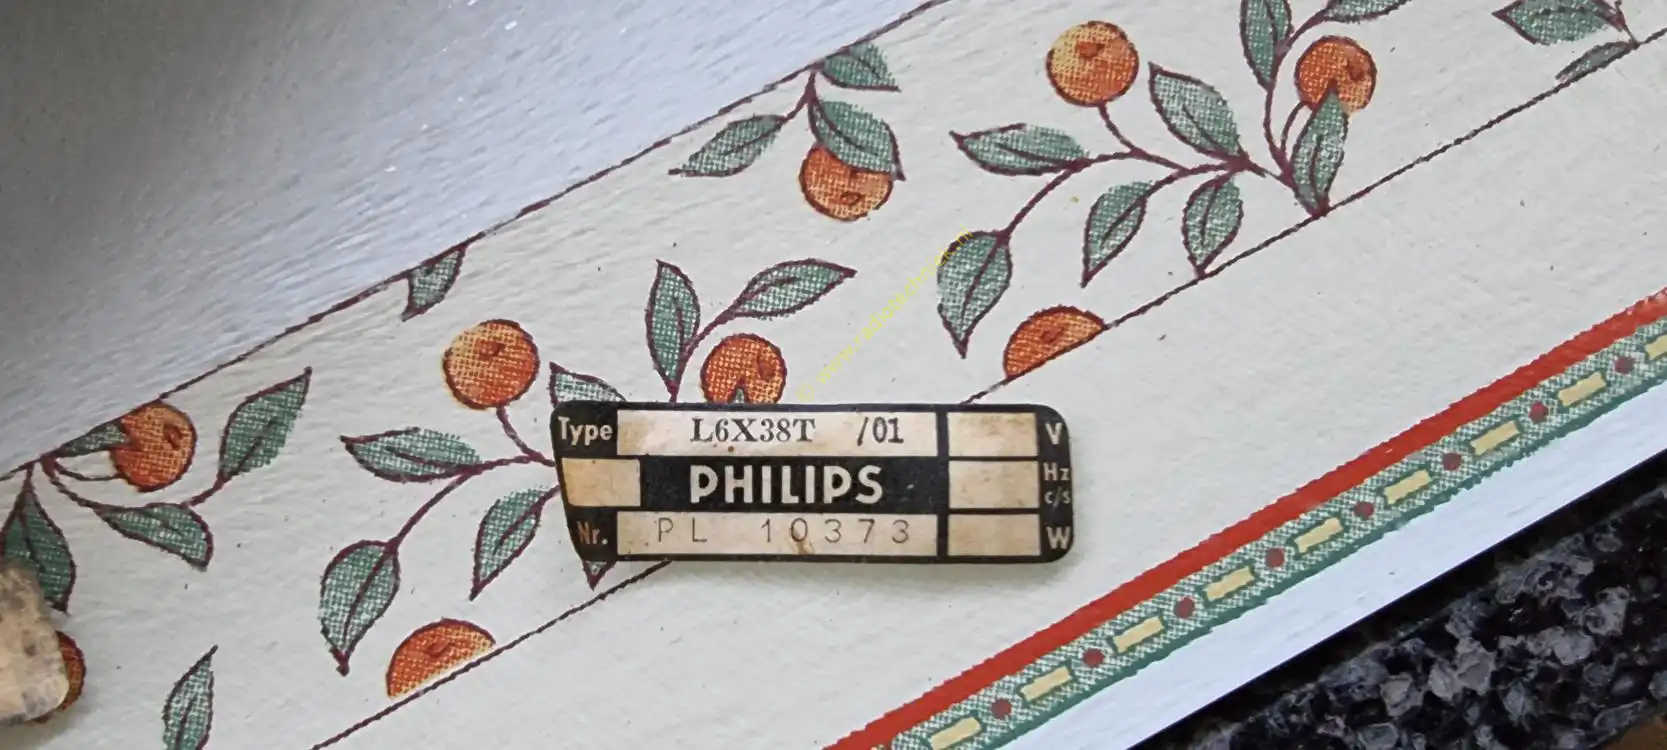 Type L6X38T /01 V
PHILIPS Hz
c/s
Nr. PL 10373 W